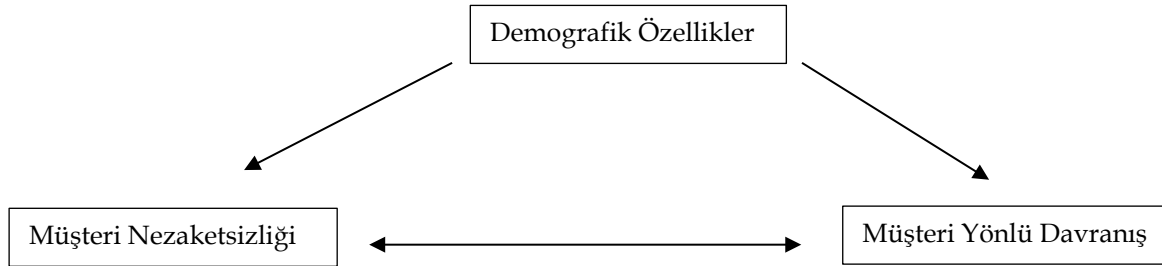 Demografik Özellikler
Müşteri Nezaketsizliği
Müşteri Yönlü Davranış